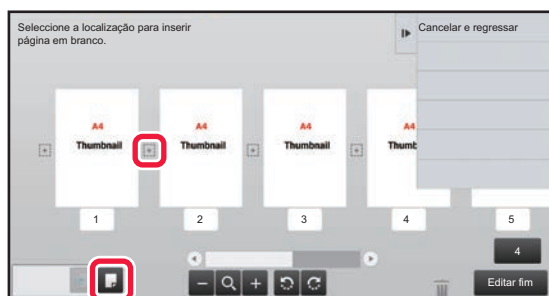 Seleccione a localização para inserir
página em branco.
Cancelar e regressar
A4
Thumbnail
A4
Thumbnail
A4
Thumbnail
A4
Thumb
1
2
3
4
5
4
Editar fim